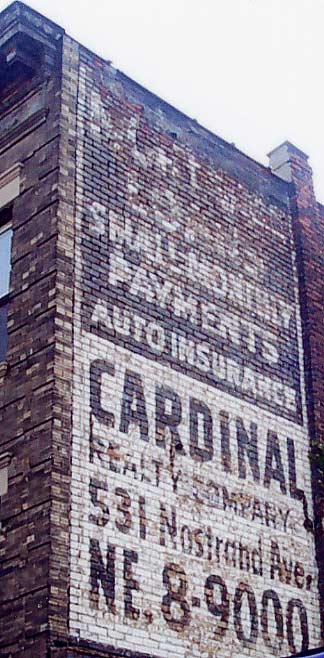 SMALL-MONTHLY
PAYMENTS
AUTO INSURANCE
CARDINAL
REALTY COMPANY
531 Nostrand Ave.
NE. 8-9000